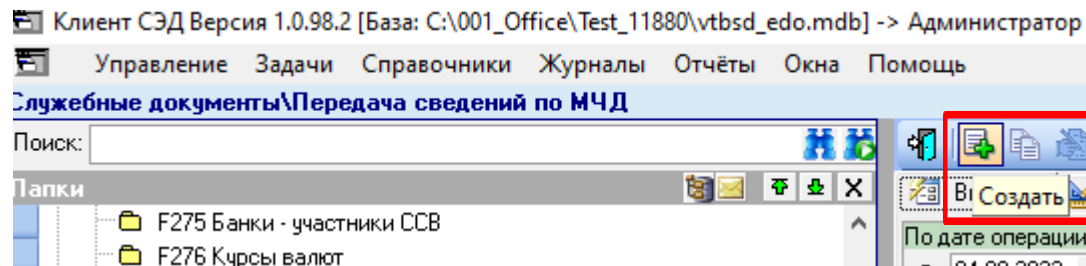 Клиент СЭД Версия 1.0.98.2 [База: C:\001_Office\Test_11880\vtbsd_edo.mdb] -> Администратор
Управление Задачи Справочники Журналы Отчёты Окна Помощь
Служебные документы\Передача сведений по МЧД
Поиск:
Создать
Папки
F275 Банки - участники ССВ
По дате операции
F276 Курсы валют